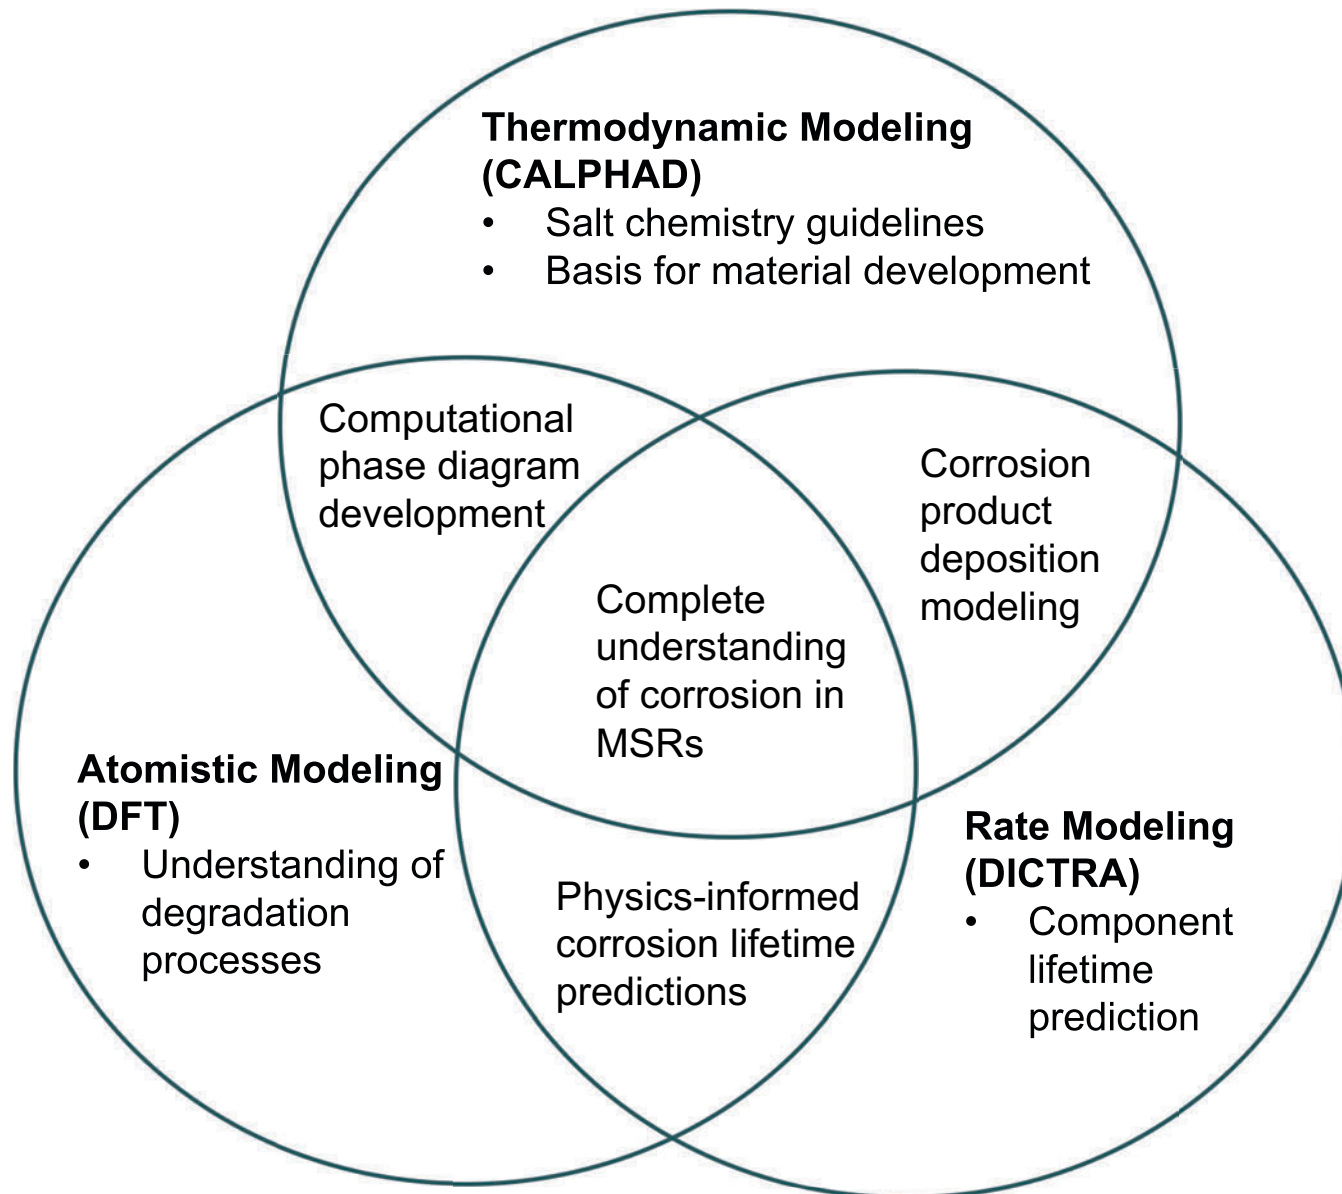 Thermodynamic Modeling
(CALPHAD)
• Salt chemistry guidelines
• Basis for material development
Computational
phase diagram
development
Corrosion
product
deposition
modeling
Complete
understanding
of corrosion in
MSRs
Atomistic Modeling
(DFT)
• Understanding of
degradation
processes
Rate Modeling
(DICTRA)
• Component
lifetime
prediction
Physics-informed
corrosion lifetime
predictions